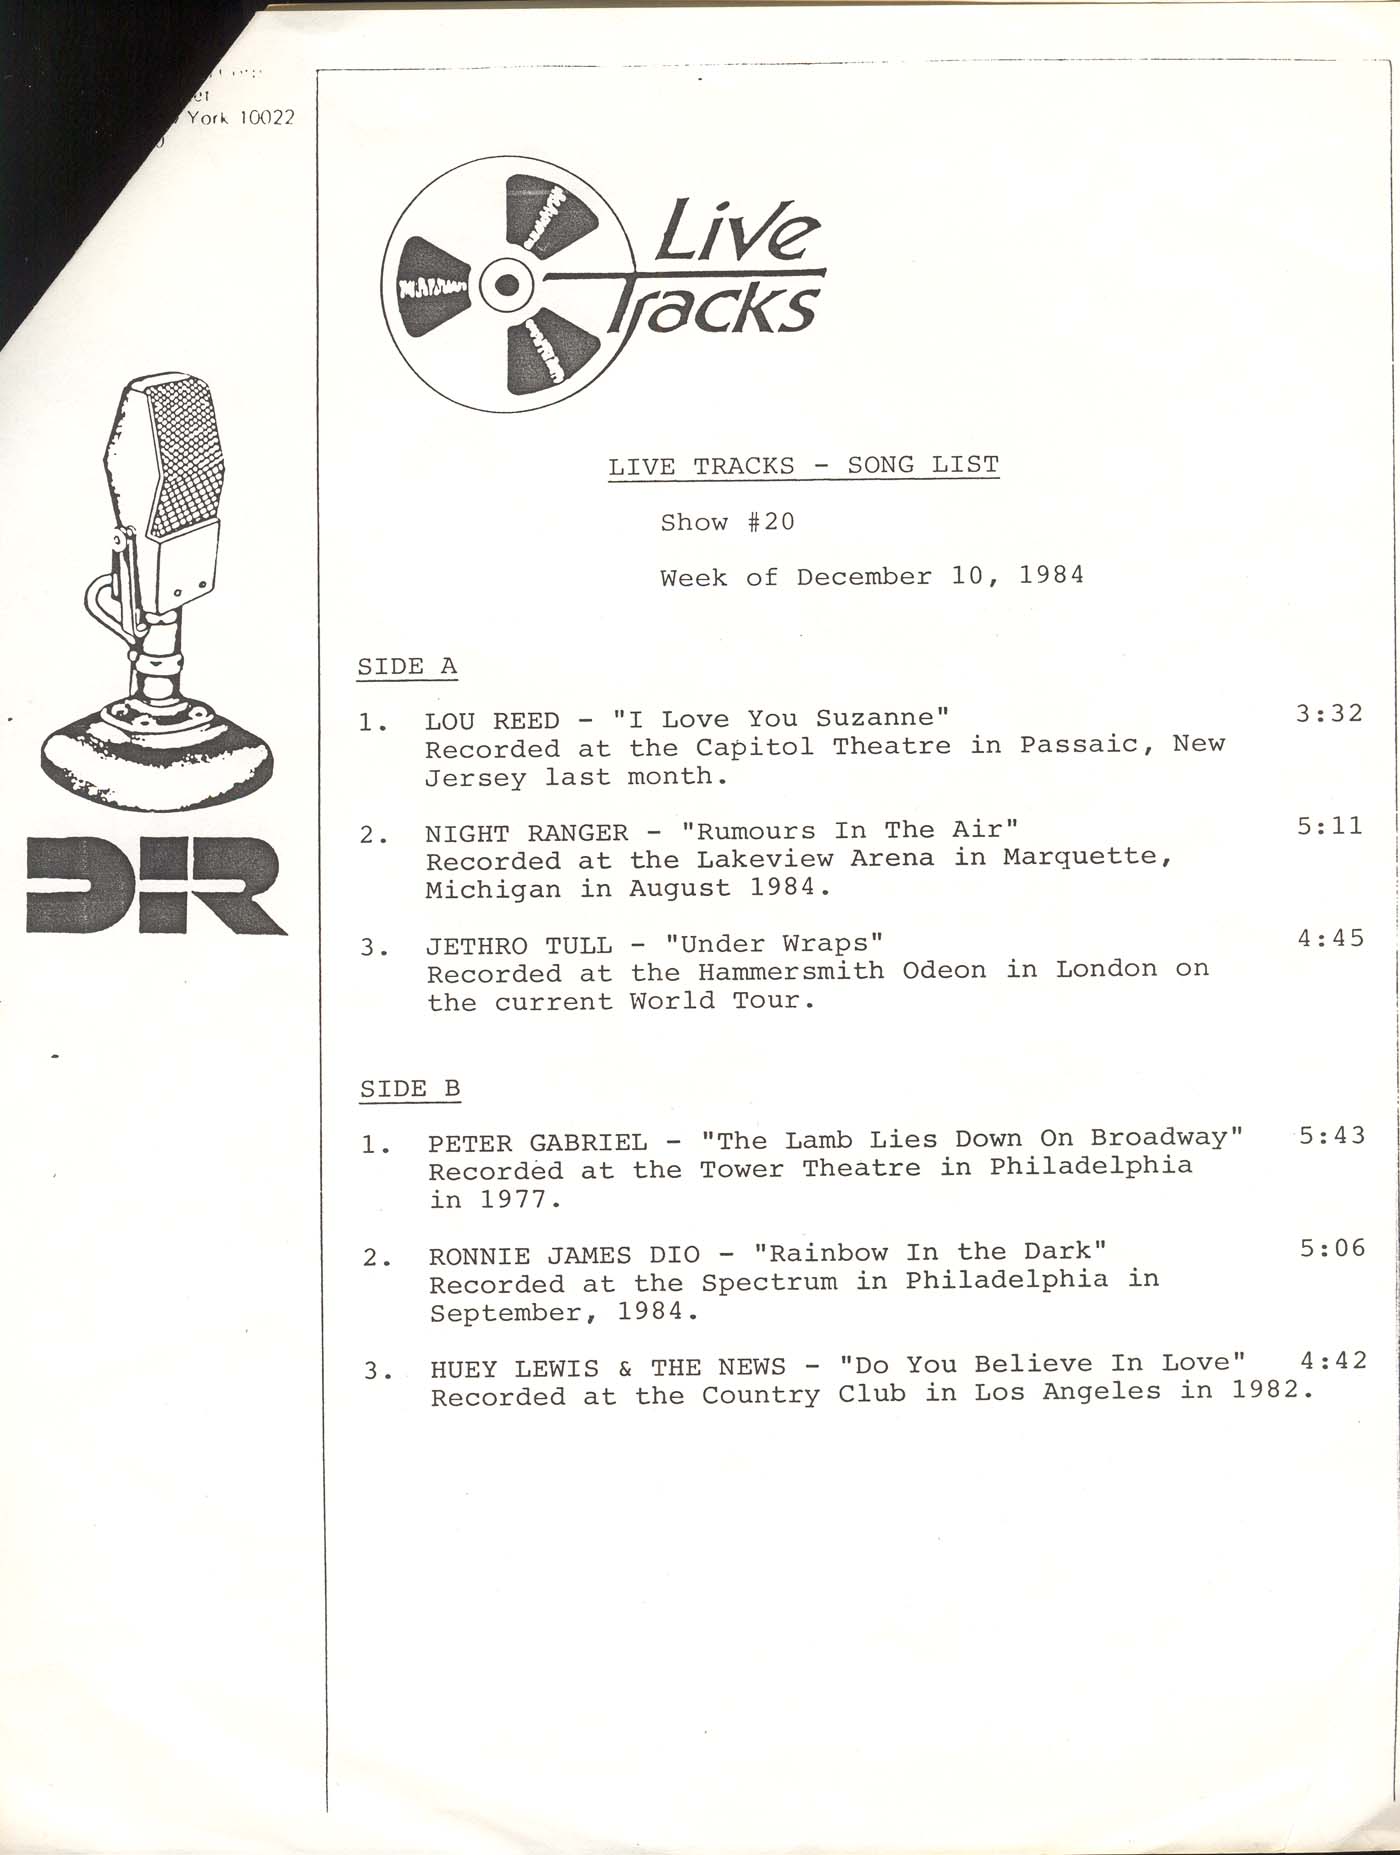 York 10022
Live
Tracks
DIR
LIVE TRACKS - SONG LIST
Show #20
Week of December 10, 1984
SIDE A
1. LOU REED - "I Love You Suzanne" 3:32
Recorded at the Capitol Theatre in Passaic, New
Jersey last month.
2. NIGHT RANGER - "Rumours In The Air" 5:11
Recorded at the Lakeview Arena in Marquette,
Michigan in August 1984.
3. JETHRO TULL - "Under Wraps" 4:45
Recorded at the Hammersmith Odeon in London on
the current World Tour.
SIDE B
1. PETER GABRIEL - "The Lamb Lies Down On Broadway" 5:43
Recorded at the Tower Theatre in Philadelphia
in 1977.
2. RONNIE JAMES DIO - "Rainbow In the Dark" 5:06
Recorded at the Spectrum in Philadelphia in
September, 1984.
3. HUEY LEWIS & THE NEWS - "Do You Believe In Love" 4:42
Recorded at the Country Club in Los Angeles in 1982.